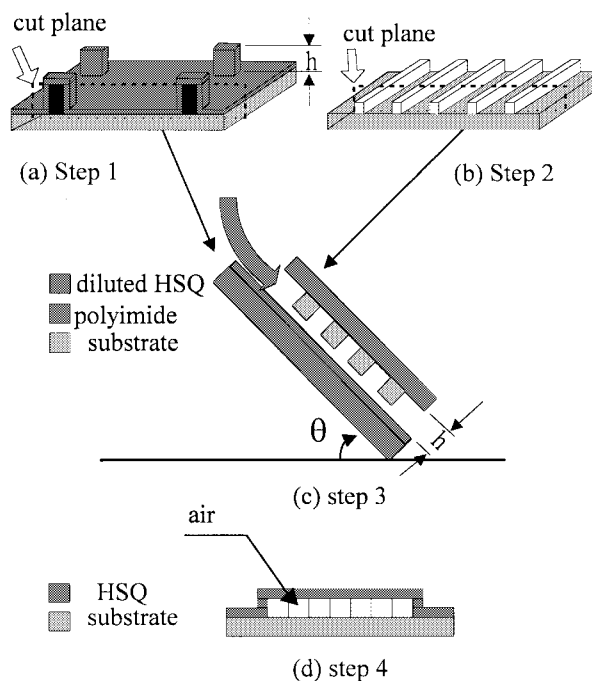 cut plane
h
cut plane
(a) Step 1
(b) Step 2
diluted HSQ
polyimide
substrate
θ
h
(c) step 3
air
HSQ
substrate
(d) step 4